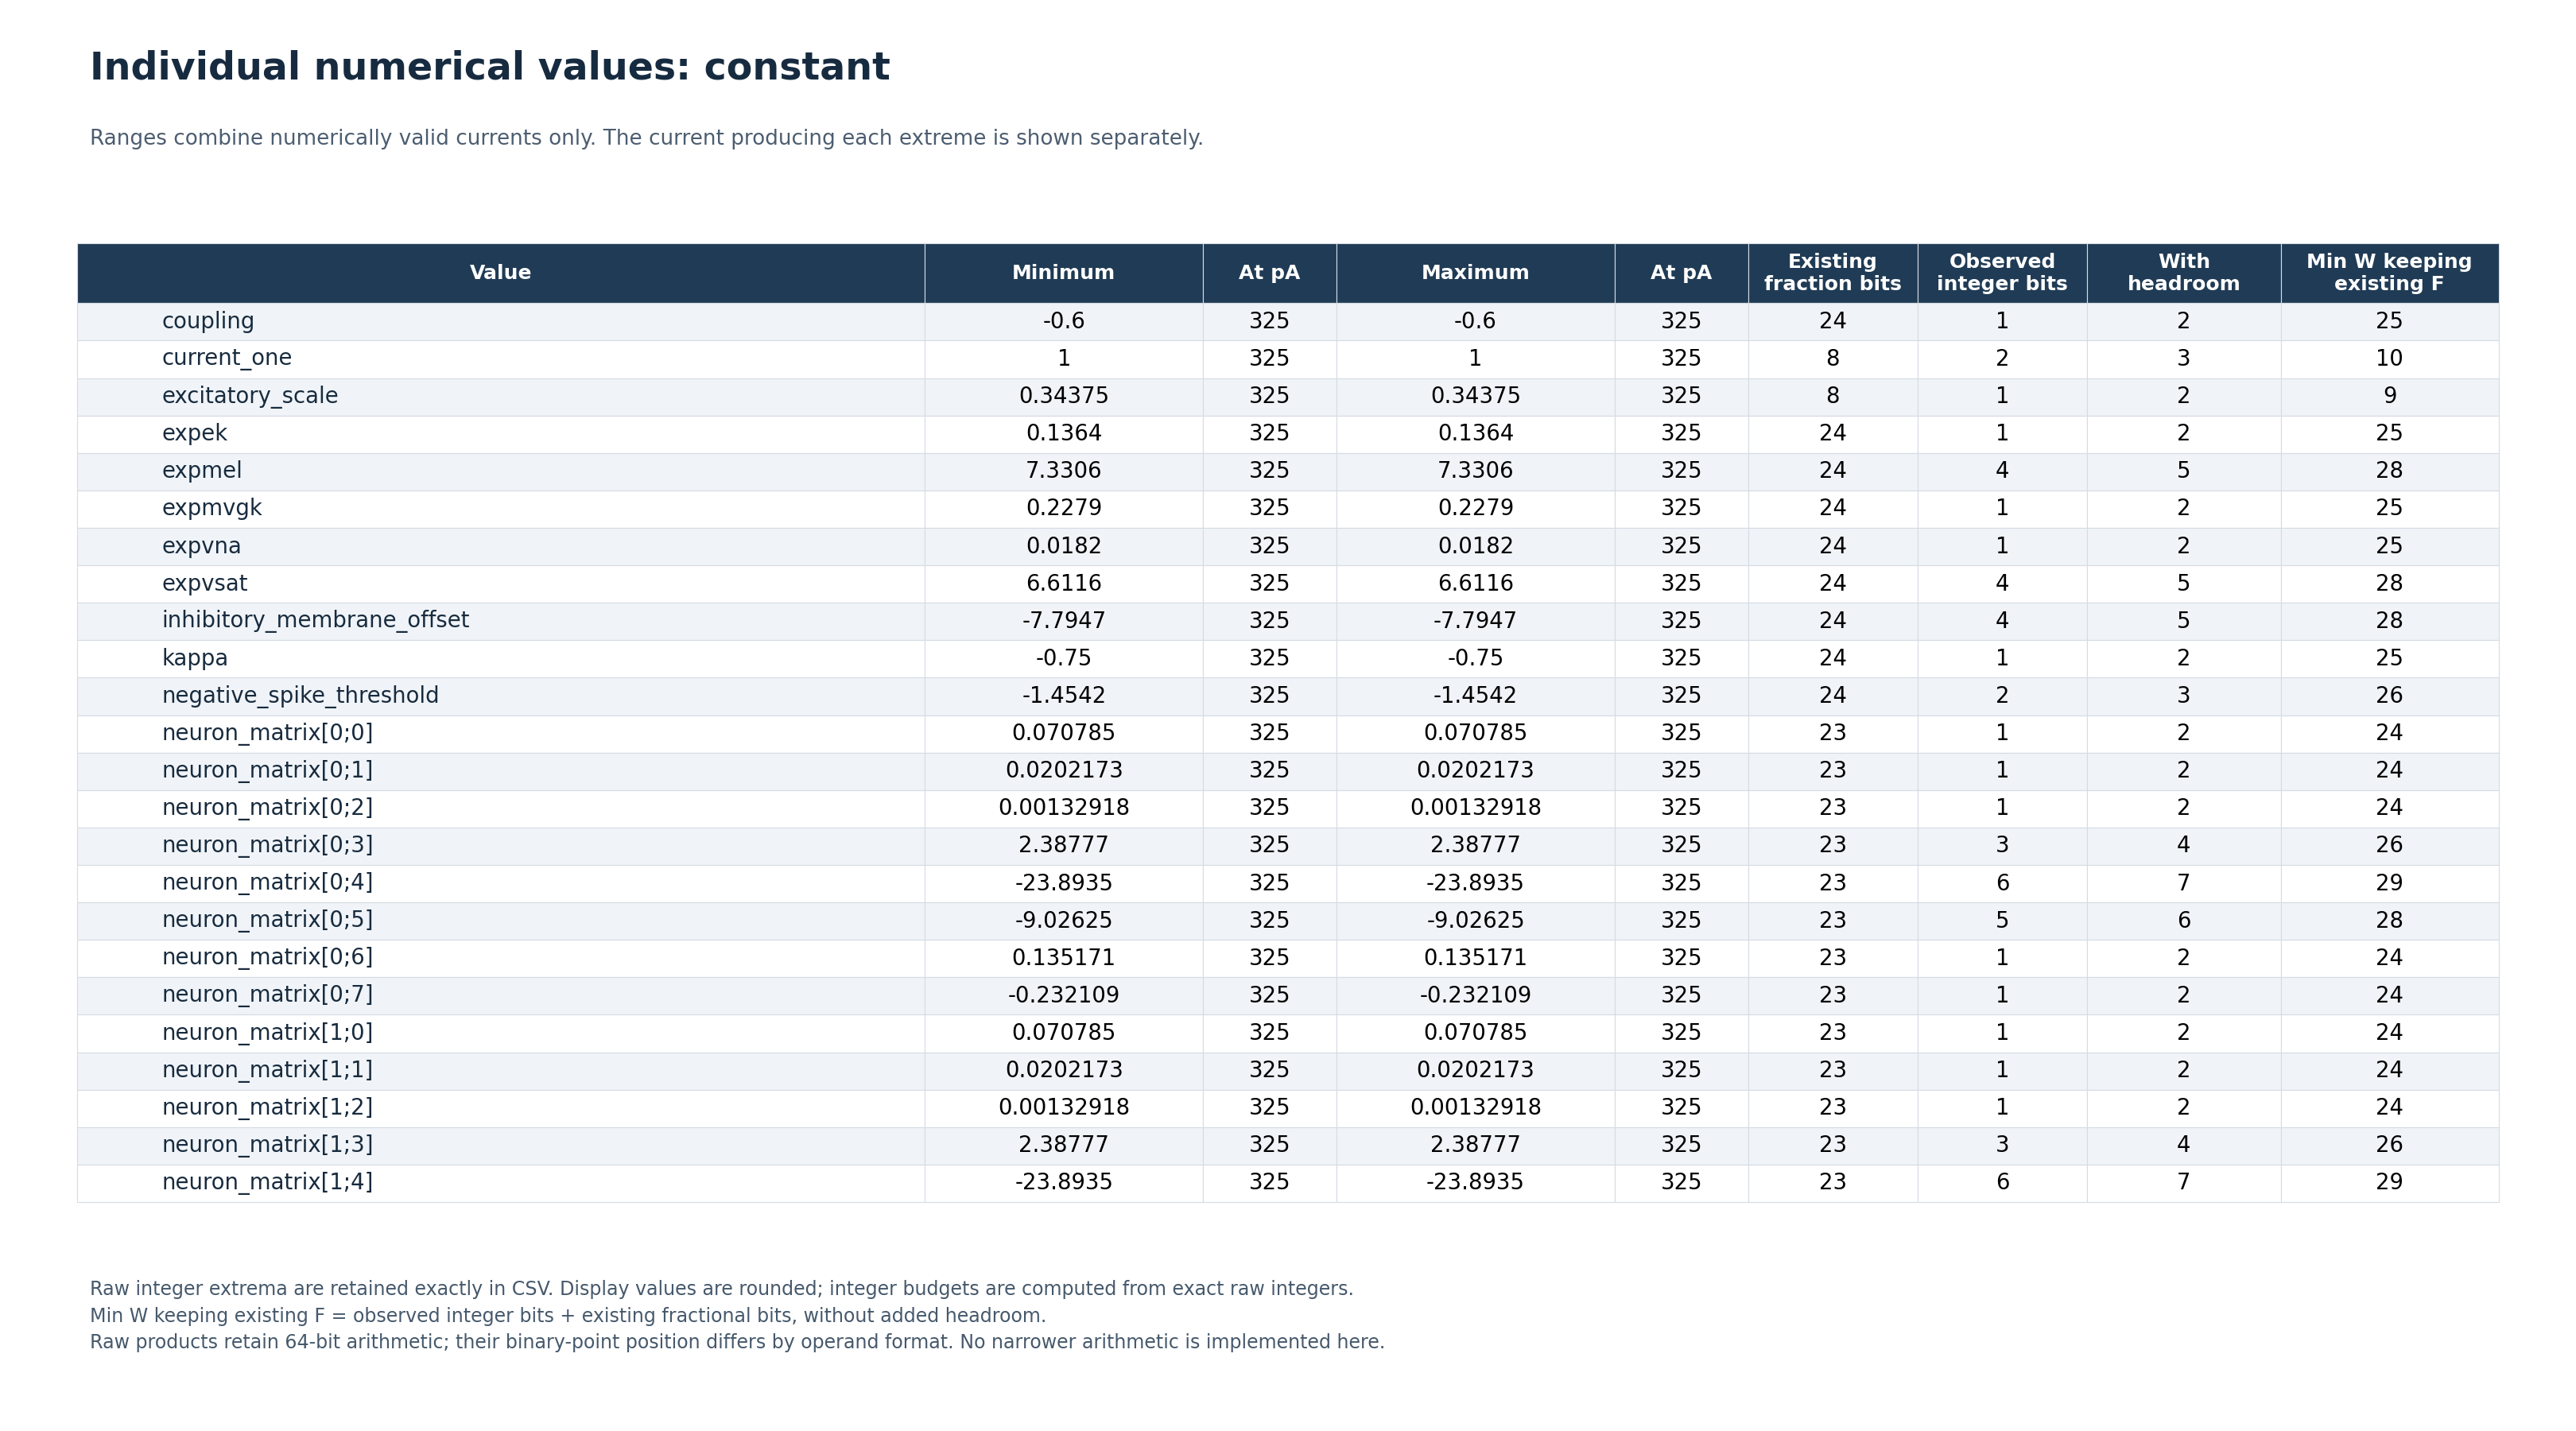 Individual numerical values: constant
Ranges combine numerically valid currents only. The current producing each extreme is shown separately.
Value Minimum At pA Maximum At pA Existing fraction bits Observed integer bits With headroom Min W keeping existing F
coupling -0.6 325 -0.6 325 24 1 2 25
current_one 1 325 1 325 8 2 3 10
excitatory_scale 0.34375 325 0.34375 325 8 1 2 9
expek 0.1364 325 0.1364 325 24 1 2 25
expmel 7.3306 325 7.3306 325 24 4 5 28
expmvgk 0.2279 325 0.2279 325 24 1 2 25
expvna 0.0182 325 0.0182 325 24 1 2 25
expvsat 6.6116 325 6.6116 325 24 4 5 28
inhibitory_membrane_offset -7.7947 325 -7.7947 325 24 4 5 28
kappa -0.75 325 -0.75 325 24 1 2 25
negative_spike_threshold -1.4542 325 -1.4542 325 24 2 3 26
neuron_matrix[0;0] 0.070785 325 0.070785 325 23 1 2 24
neuron_matrix[0;1] 0.0202173 325 0.0202173 325 23 1 2 24
neuron_matrix[0;2] 0.00132918 325 0.00132918 325 23 1 2 24
neuron_matrix[0;3] 2.38777 325 2.38777 325 23 3 4 26
neuron_matrix[0;4] -23.8935 325 -23.8935 325 23 6 7 29
neuron_matrix[0;5] -9.02625 325 -9.02625 325 23 5 6 28
neuron_matrix[0;6] 0.135171 325 0.135171 325 23 1 2 24
neuron_matrix[0;7] -0.232109 325 -0.232109 325 23 1 2 24
neuron_matrix[1;0] 0.070785 325 0.070785 325 23 1 2 24
neuron_matrix[1;1] 0.0202173 325 0.0202173 325 23 1 2 24
neuron_matrix[1;2] 0.00132918 325 0.00132918 325 23 1 2 24
neuron_matrix[1;3] 2.38777 325 2.38777 325 23 3 4 26
neuron_matrix[1;4] -23.8935 325 -23.8935 325 23 6 7 29
Raw integer extrema are retained exactly in CSV. Display values are rounded; integer budgets are computed from exact raw integers.
Min W keeping existing F = observed integer bits + existing fractional bits, without added headroom.
Raw products retain 64-bit arithmetic; their binary-point position differs by operand format. No narrower arithmetic is implemented here.